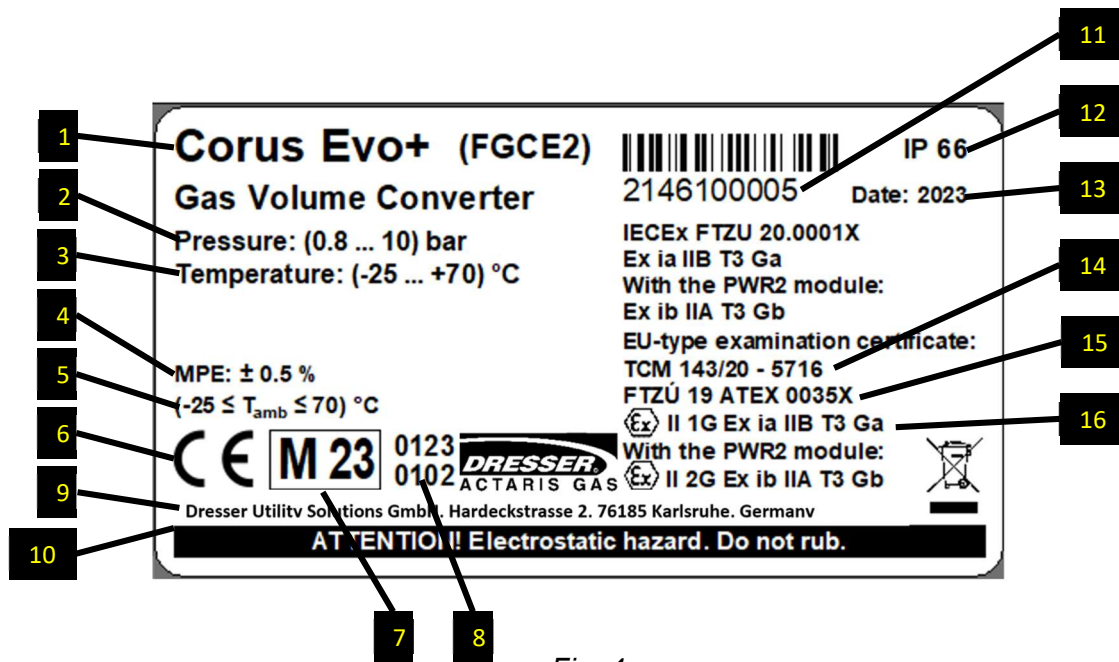 1
2
3
4
5
6
9
10
7
8
11
12
13
14
15
16
Corus Evo+ (FGCE2)
Gas Volume Converter
Pressure: (0.8 ... 10) bar
Temperature: (-25 ... +70) °C
MPE: ± 0.5 %
(-25 ≤ Tamb ≤ 70) °C
CE M 23 0123
0102
DRESSER®
ACTARIS GAS
2146100005
IP 66
Date: 2023
IECEx FTZU 20.0001X
Ex ia IIB T3 Ga
With the PWR2 module:
Ex ib IIA T3 Gb
EU-type examination certificate:
TCM 143/20 - 5716
FTZÚ 19 ATEX 0035X
Ex II 1G Ex ia IIB T3 Ga
With the PWR2 module:
Ex II 2G Ex ib IIA T3 Gb
Dresser Utility Solutions GmbH. Hardeckstrasse 2. 76185 Karlsruhe. Germany
ATTENTION! Electrostatic hazard. Do not rub.